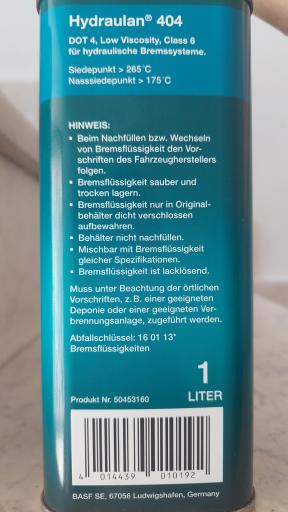 Hydraulan® 404
DOT 4, Low Viscosity, Class 6
für hydraulische Bremssysteme.
Siedepunkt > 265°C
Nasssiedepunkt > 175°C
HINWEIS:
• Beim Nachfüllen bzw. Wechseln
von Bremsflüssigkeit den Vor-
schriften des Fahrzeugherstellers
folgen.
• Bremsflüssigkeit sauber und
trocken lagern.
• Bremsflüssigkeit nur in Original-
behälter dicht verschlossen
aufbewahren.
• Behälter nicht nachfüllen.
• Mischbar mit Bremsflüssigkeit
gleicher Spezifikationen.
• Bremsflüssigkeit ist lacklösend.
Muss unter Beachtung der örtlichen
Vorschriften, z. B. einer geeigneten
Deponie oder einer geeigneten Ver-
brennungsanlage, zugeführt werden.
Abfallschlüssel: 16 01 13*
Bremsflüssigkeiten
1
LITER
Produkt Nr. 50453160
4 014439 010192
BASF SE, 67056 Ludwigshafen, Germany